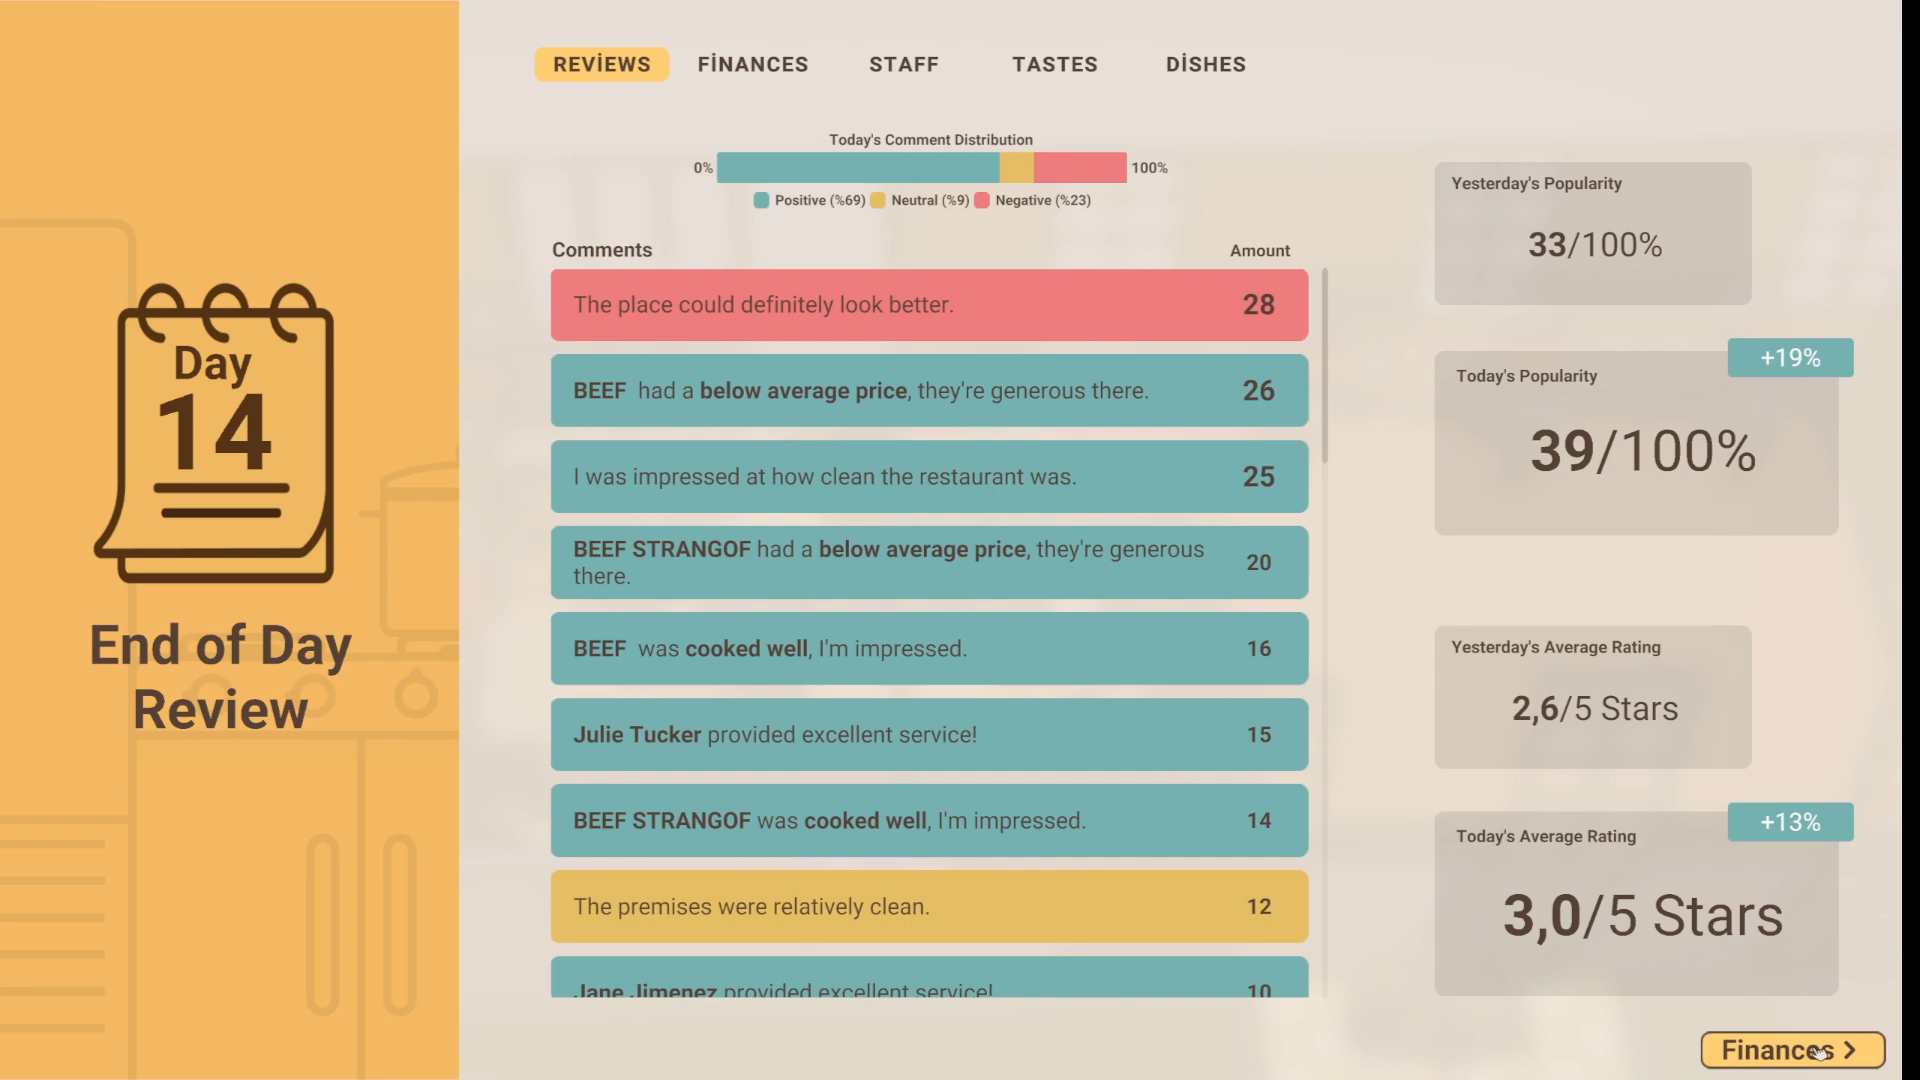 REVİEWS FİNANCES STAFF TASTES DİSHES
Today's Comment Distribution
0% 100%
Positive (%69) Neutral (%9) Negative (%23)
Comments Amount
The place could definitely look better. 28
BEEF had a below average price, they're generous there. 26
I was impressed at how clean the restaurant was. 25
BEEF STRANGOF had a below average price, they're generous
there. 20
BEEF was cooked well, I'm impressed. 16
Julie Tucker provided excellent service! 15
BEEF STRANGOF was cooked well, I'm impressed. 14
The premises were relatively clean. 12
Jane Jimenez provided excellent service! 10
Day
14
End of Day
Review
Yesterday's Popularity
33/100%
+19%
Today's Popularity
39/100%
Yesterday's Average Rating
2,6/5 Stars
+13%
Today's Average Rating
3,0/5 Stars
Finances >